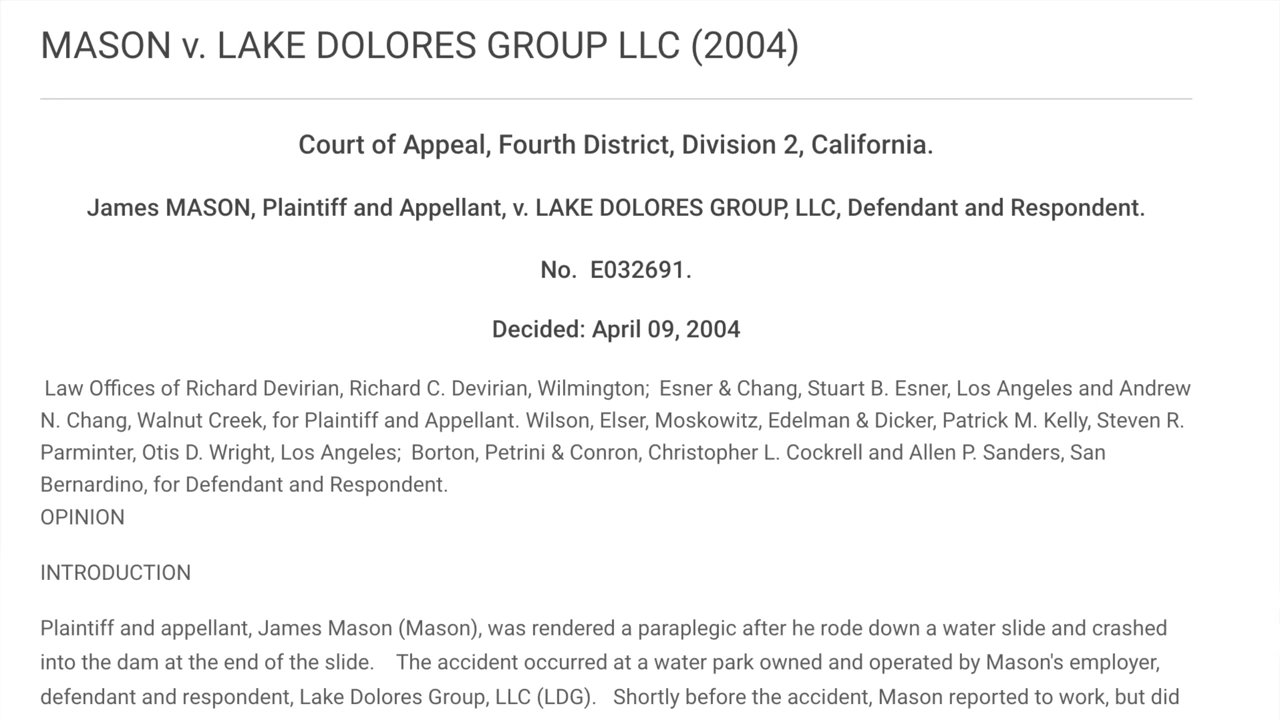 MASON v. LAKE DOLORES GROUP LLC (2004)
Court of Appeal, Fourth District, Division 2, California.
James MASON, Plaintiff and Appellant, v. LAKE DOLORES GROUP, LLC, Defendant and Respondent.
No.  E032691.
Decided: April 09, 2004
Law Offices of Richard Devirian, Richard C. Devirian, Wilmington;  Esner & Chang, Stuart B. Esner, Los Angeles and Andrew
N. Chang, Walnut Creek, for Plaintiff and Appellant. Wilson, Elser, Moskowitz, Edelman & Dicker, Patrick M. Kelly, Steven R.
Parminter, Otis D. Wright, Los Angeles;  Borton, Petrini & Conron, Christopher L. Cockrell and Allen P. Sanders, San
Bernardino, for Defendant and Respondent.
OPINION
INTRODUCTION
Plaintiff and appellant, James Mason (Mason), was rendered a paraplegic after he rode down a water slide and crashed
into the dam at the end of the slide.    The accident occurred at a water park owned and operated by Mason's employer,
defendant and respondent, Lake Dolores Group, LLC (LDG).   Shortly before the accident, Mason reported to work, but did